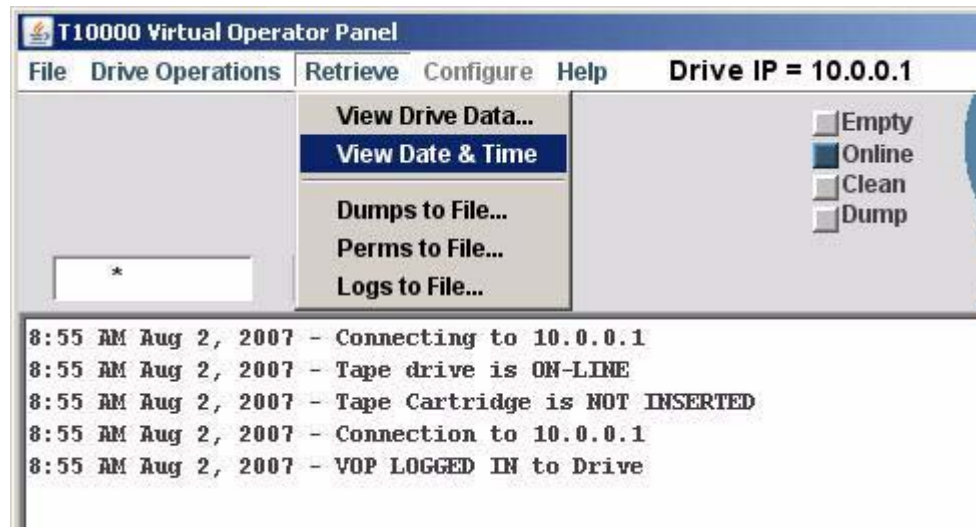 T10000 Virtual Operator Panel
File Drive Operations Retrieve Configure Help Drive IP = 10.0.0.1
View Drive Data...
View Date & Time
Dumps to File...
Perms to File...
Logs to File...
Empty
Online
Clean
Dump
*
8:55 AM Aug 2, 2007 - Connecting to 10.0.0.1
8:55 AM Aug 2, 2007 - Tape drive is ON-LINE
8:55 AM Aug 2, 2007 - Tape Cartridge is NOT INSERTED
8:55 AM Aug 2, 2007 - Connection to 10.0.0.1
8:55 AM Aug 2, 2007 - VOP LOGGED IN to Drive